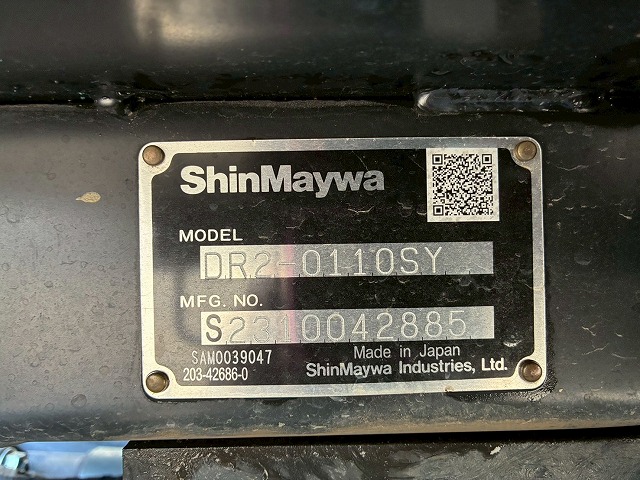 ShinMaywa
MODEL
DR2-0110SY
MFG. NO.
S2310042885
SAM0039047
Made in Japan
203-42686-0
ShinMaywa Industries, Ltd.